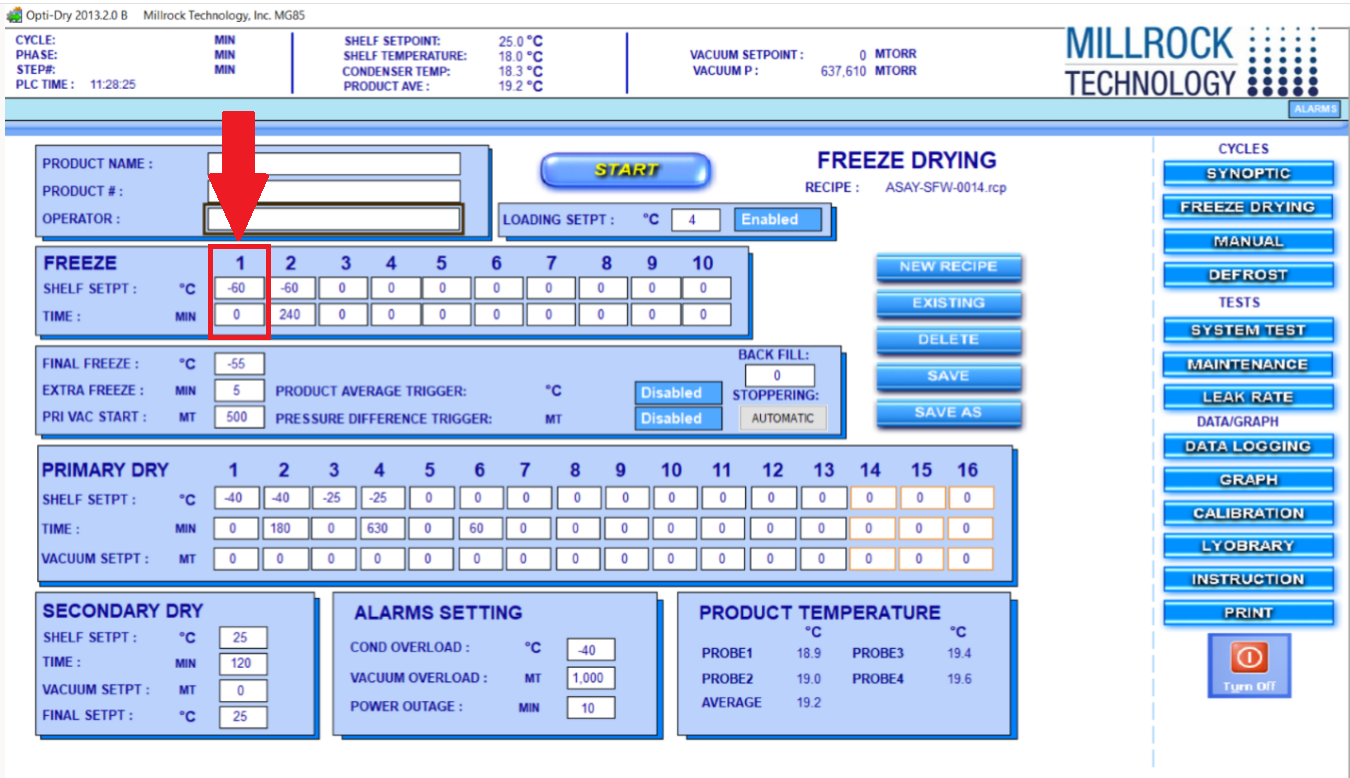 Opti-Dry 2013.2.0 B Millrock Technology, Inc. MG85
CYCLE: MIN SHELF SETPOINT: 25.0 °C
PHASE: MIN SHELF TEMPERATURE: 18.0 °C VACUUM SETPOINT : 0 MTORR
STEP#: MIN CONDENSER TEMP: 18.3 °C VACUUM P : 637,610 MTORR
PLC TIME : 11:28:25 PRODUCT AVE : 19.2 °C
MILLROCK
TECHNOLOGY
ALARMS
PRODUCT NAME :
PRODUCT # :
OPERATOR :
START
FREEZE DRYING
RECIPE : ASAY-SFW-0014.rcp
LOADING SETPT : °C 4 Enabled
FREEZE 1 2 3 4 5 6 7 8 9 10
SHELF SETPT : °C -60 -60 0 0 0 0 0 0 0 0
TIME : MIN 0 240 0 0 0 0 0 0 0 0
NEW RECIPE
EXISTING
DELETE
SAVE
SAVE AS
FINAL FREEZE : °C -55
EXTRA FREEZE : MIN 5 PRODUCT AVERAGE TRIGGER: °C Disabled
PRI VAC START : MT 500 PRESSURE DIFFERENCE TRIGGER: MT Disabled
BACK FILL:
0
STOPPERING:
AUTOMATIC
PRIMARY DRY 1 2 3 4 5 6 7 8 9 10 11 12 13 14 15 16
SHELF SETPT : °C -40 -40 -25 -25 0 0 0 0 0 0 0 0 0 0 0 0
TIME : MIN 0 180 0 630 0 60 0 0 0 0 0 0 0 0 0 0
VACUUM SETPT : MT 0 0 0 0 0 0 0 0 0 0 0 0 0 0 0 0
SECONDARY DRY
SHELF SETPT : °C 25
TIME : MIN 120
VACUUM SETPT : MT 0
FINAL SETPT : °C 25
ALARMS SETTING
COND OVERLOAD : °C -40
VACUUM OVERLOAD : MT 1,000
POWER OUTAGE : MIN 10
PRODUCT TEMPERATURE
°C °C
PROBE1 18.9 PROBE3 19.4
PROBE2 19.0 PROBE4 19.6
AVERAGE 19.2
CYCLES
SYNOPTIC
FREEZE DRYING
MANUAL
DEFROST
TESTS
SYSTEM TEST
MAINTENANCE
LEAK RATE
DATA/GRAPH
DATA LOGGING
GRAPH
CALIBRATION
LYOBRARY
INSTRUCTION
PRINT
Turn Off